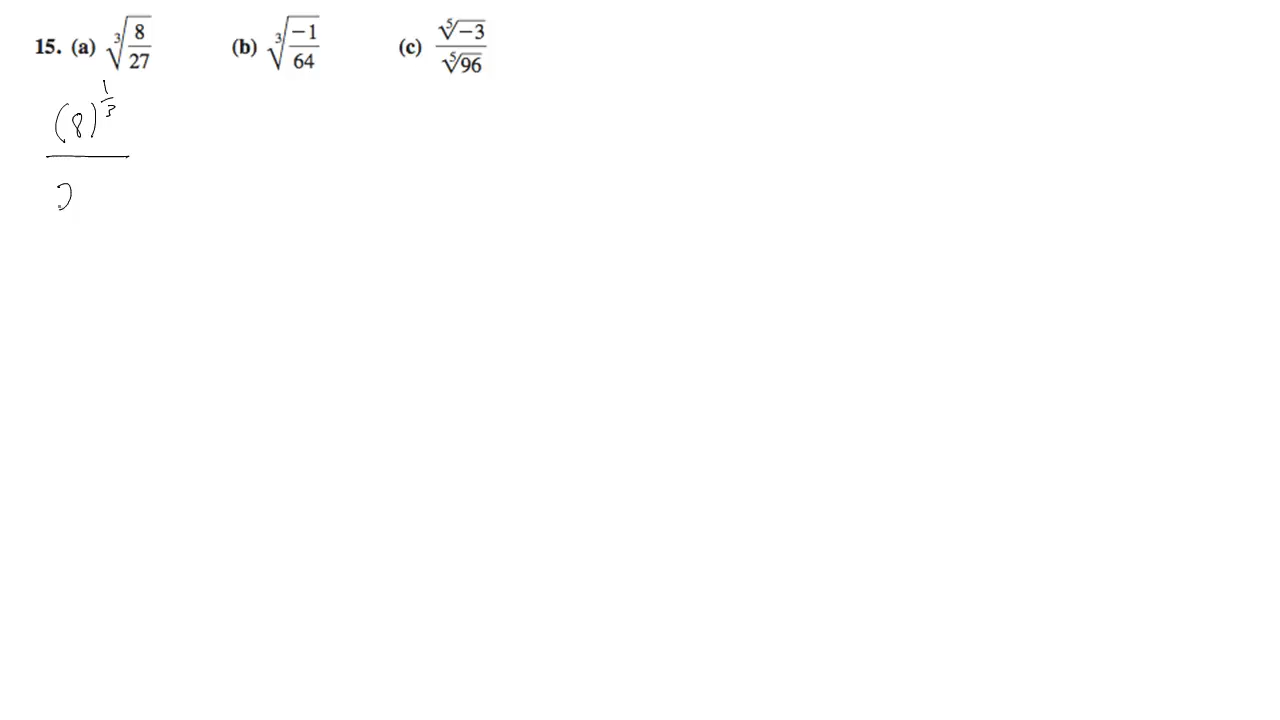 15. (a) ∛(8/27) (b) ∛(-1/64) (c) ⁵√-3 / ⁵√96
(8)^(1/3)